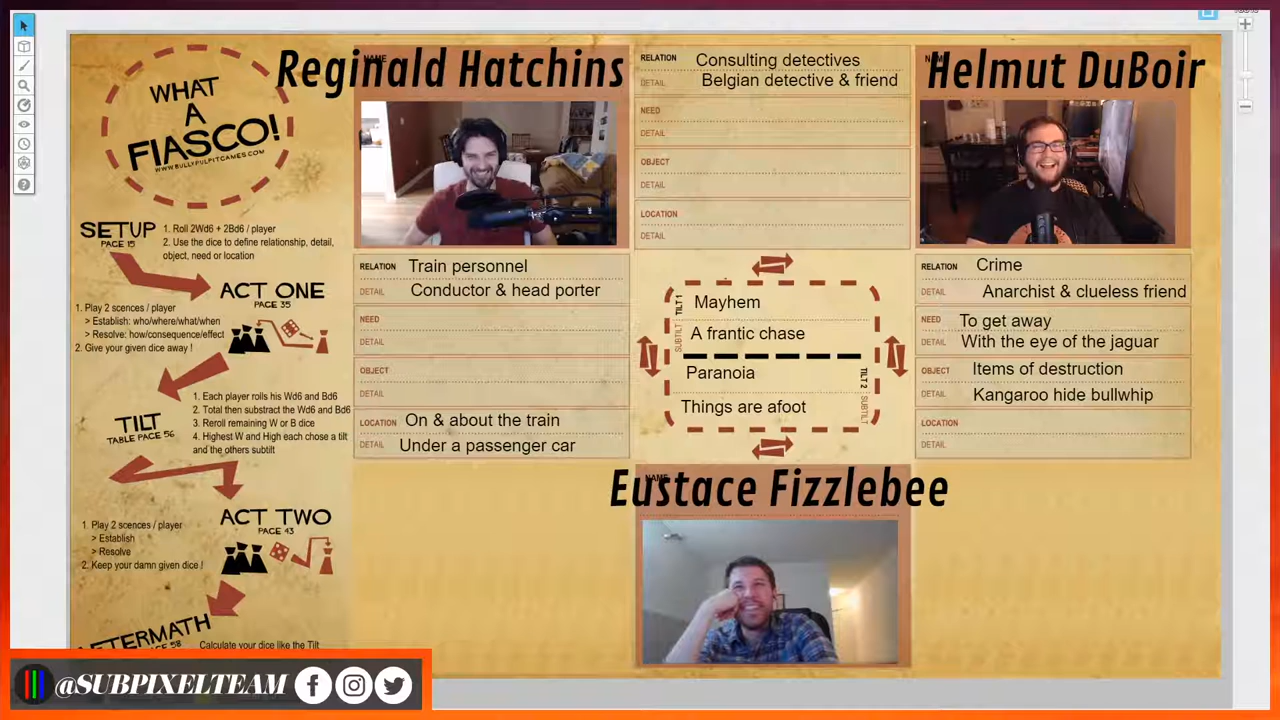 WHAT
A
FIASCO!
WWW.BULLYPULPITGAMES.COM
SETUP
PAGE 15
1. Roll 2Wd6 + 2Bd6 / player
2. Use the dice to define relationship, detail,
object, need or location
ACT ONE
PAGE 35
1. Play 2 scences / player
> Establish: who/where/what/when
> Resolve: how/consequence/effect
2. Give your given dice away !
TILT
TABLE PAGE 56
1. Each player rolls his Wd6 and Bd6
2. Total then substract the Wd6 and Bd6
3. Reroll remaining W or B dice
4. Highest W and High each chose a tilt
and the others subtilt
ACT TWO
PAGE 43
1. Play 2 scences / player
> Establish
> Resolve
2. Keep your damn given dice !
Calculate your dice like the Tilt
Reginald Hatchins
RELATION Consulting detectives
DETAIL Belgian detective & friend
NEED
DETAIL
OBJECT
DETAIL
LOCATION
DETAIL
Helmut DuBoir
RELATION Train personnel
DETAIL Conductor & head porter
NEED
DETAIL
OBJECT
DETAIL
LOCATION On & about the train
DETAIL Under a passenger car
TILT 1 Mayhem
SUBTILT A frantic chase
Paranoia TILT 2
Things are afoot SUBTILT
RELATION Crime
DETAIL Anarchist & clueless friend
NEED To get away
DETAIL With the eye of the jaguar
OBJECT Items of destruction
DETAIL Kangaroo hide bullwhip
LOCATION
DETAIL
Eustace Fizzlebee
@SUBPIXELTEAM